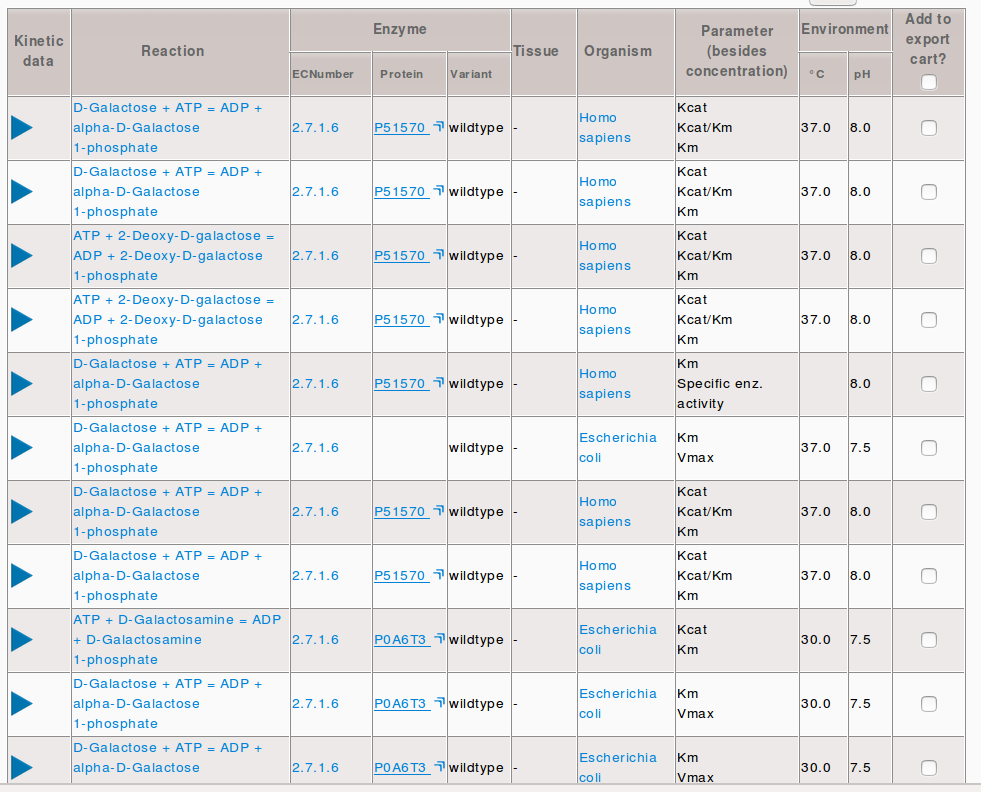 Kinetic data
Reaction
Enzyme
ECNumber
Protein
Variant
Tissue
Organism
Parameter (besides concentration)
Environment
°C
pH
Add to export cart?
D-Galactose + ATP = ADP +
alpha-D-Galactose
1-phosphate
2.7.1.6
P51570
wildtype
-
Homo
sapiens
Kcat
Kcat/Km
Km
37.0
8.0
D-Galactose + ATP = ADP +
alpha-D-Galactose
1-phosphate
2.7.1.6
P51570
wildtype
-
Homo
sapiens
Kcat
Kcat/Km
Km
37.0
8.0
ATP + 2-Deoxy-D-galactose =
ADP + 2-Deoxy-D-galactose
1-phosphate
2.7.1.6
P51570
wildtype
-
Homo
sapiens
Kcat
Kcat/Km
Km
37.0
8.0
ATP + 2-Deoxy-D-galactose =
ADP + 2-Deoxy-D-galactose
1-phosphate
2.7.1.6
P51570
wildtype
-
Homo
sapiens
Kcat
Kcat/Km
Km
37.0
8.0
D-Galactose + ATP = ADP +
alpha-D-Galactose
1-phosphate
2.7.1.6
P51570
wildtype
-
Homo
sapiens
Km
Specific enz.
activity
8.0
D-Galactose + ATP = ADP +
alpha-D-Galactose
1-phosphate
2.7.1.6
wildtype
-
Escherichia
coli
Km
Vmax
37.0
7.5
D-Galactose + ATP = ADP +
alpha-D-Galactose
1-phosphate
2.7.1.6
P51570
wildtype
-
Homo
sapiens
Kcat
Kcat/Km
Km
37.0
8.0
D-Galactose + ATP = ADP +
alpha-D-Galactose
1-phosphate
2.7.1.6
P51570
wildtype
-
Homo
sapiens
Kcat
Kcat/Km
Km
37.0
8.0
ATP + D-Galactosamine = ADP
+ D-Galactosamine
1-phosphate
2.7.1.6
P0A6T3
wildtype
-
Escherichia
coli
Kcat
Km
30.0
7.5
D-Galactose + ATP = ADP +
alpha-D-Galactose
1-phosphate
2.7.1.6
P0A6T3
wildtype
-
Escherichia
coli
Km
Vmax
30.0
7.5
D-Galactose + ATP = ADP +
alpha-D-Galactose
2.7.1.6
P0A6T3
wildtype
-
Escherichia
coli
Km
Vmax
30.0
7.5